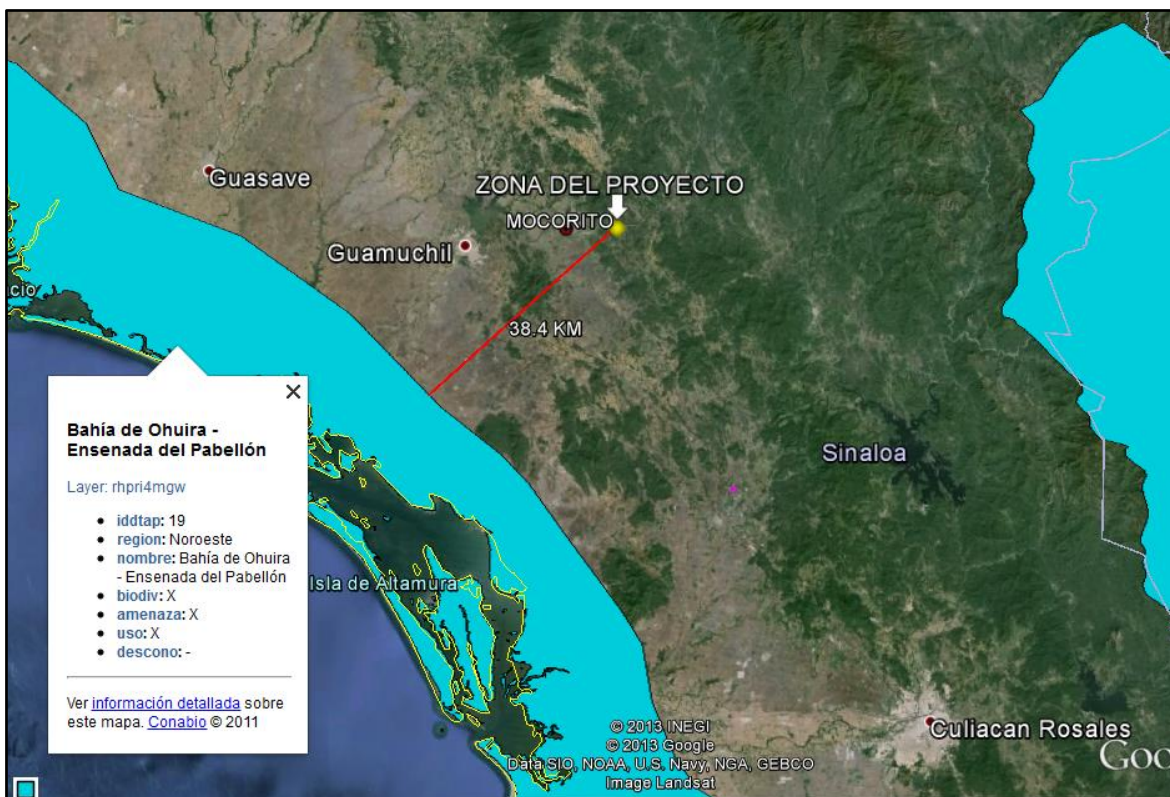 Guasave
ZONA DEL PROYECTO
MOCORITO
Guamuchil
cio
38.4 KM
Bahía de Ohuira -
Ensenada del Pabellón
Layer: rhpri4mgw
iddtap: 19
region: Noroeste
nombre: Bahía de Ohuira
- Ensenada del Pabellón
biodiv: X
amenaza: X
uso: X
descono: -
Ver información detallada sobre
este mapa. Conabio © 2011
Sinaloa
Isla de Altamura
Culiacan Rosales
© 2013 INEGI
© 2013 Google
Data SIO, NOAA, U.S. Navy, NGA, GEBCO
Image Landsat
Goo